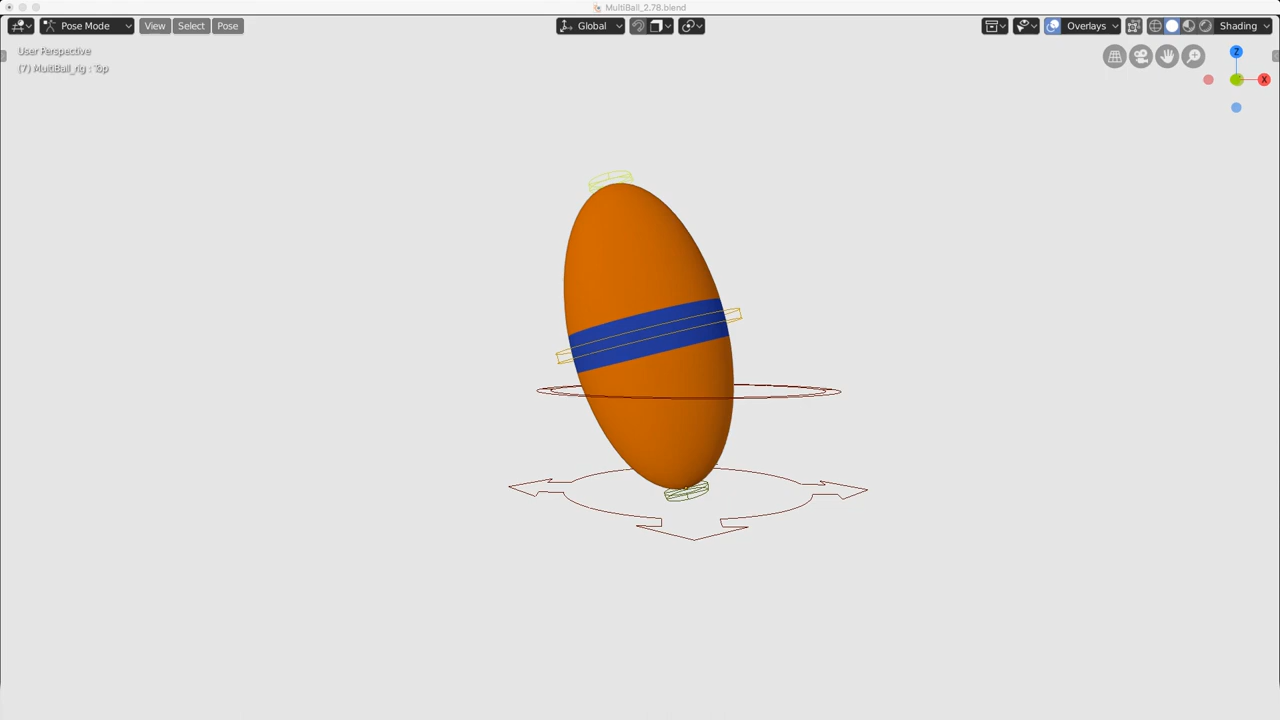 MultiBall_2.78.blend
Pose Mode View Select Pose Global Overlays Shading
User Perspective
(7) MultiBall_rig : Top
Z
X